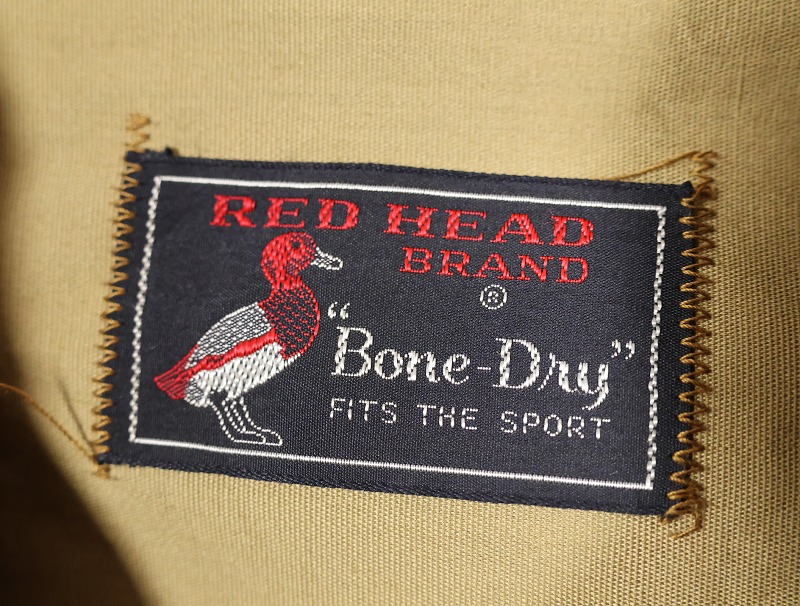 RED HEAD
BRAND
®
"Bone-Dry"
FITS THE SPORT